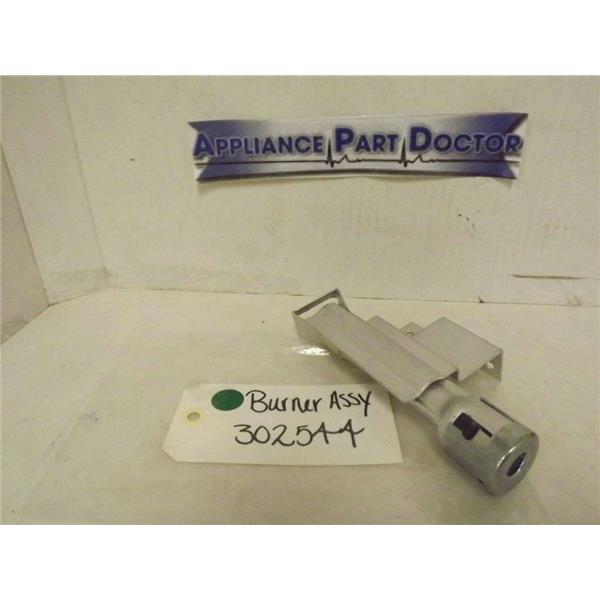 APPLIANCE PART DOCTOR
Burner Assy
302544